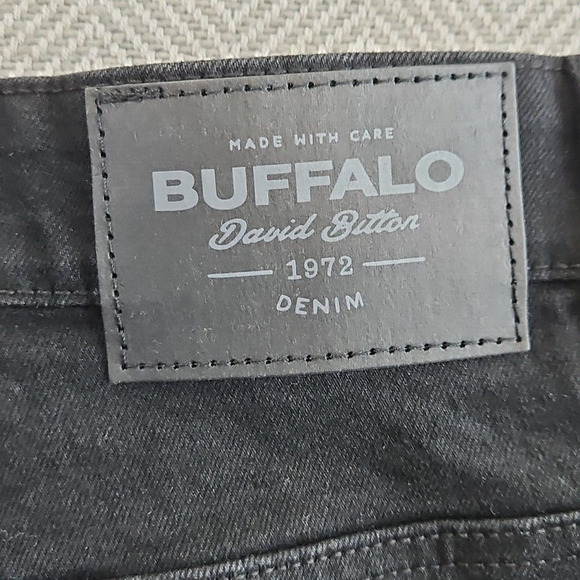 MADE WITH CARE
BUFFALO
David Bitton
1972
DENIM